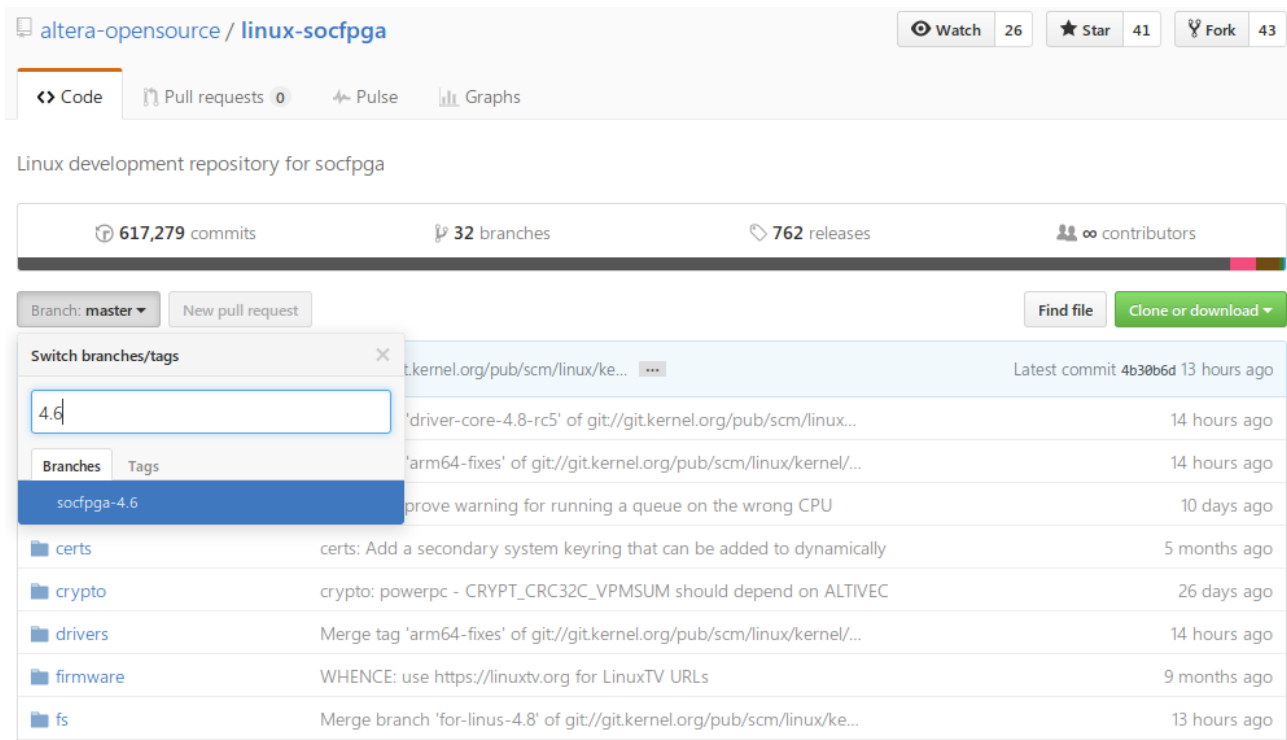 altera-opensource / linux-socfpga
Watch 26 Star 41 Fork 43
Code Pull requests 0 Pulse Graphs
Linux development repository for socfpga
617,279 commits 32 branches 762 releases ∞ contributors
Branch: master New pull request Find file Clone or download
Switch branches/tags
t.kernel.org/pub/scm/linux/ke... ... Latest commit 4b30b6d 13 hours ago
4.6
'driver-core-4.8-rc5' of git://git.kernel.org/pub/scm/linux... 14 hours ago
Branches Tags
'arm64-fixes' of git://git.kernel.org/pub/scm/linux/kernel/... 14 hours ago
socfpga-4.6
prove warning for running a queue on the wrong CPU 10 days ago
certs certs: Add a secondary system keyring that can be added to dynamically 5 months ago
crypto crypto: powerpc - CRYPT_CRC32C_VPMSUM should depend on ALTIVEC 26 days ago
drivers Merge tag 'arm64-fixes' of git://git.kernel.org/pub/scm/linux/kernel/... 14 hours ago
firmware WHENCE: use https://linuxtv.org for LinuxTV URLs 9 months ago
fs Merge branch 'for-linus-4.8' of git://git.kernel.org/pub/scm/linux/ke... 13 hours ago